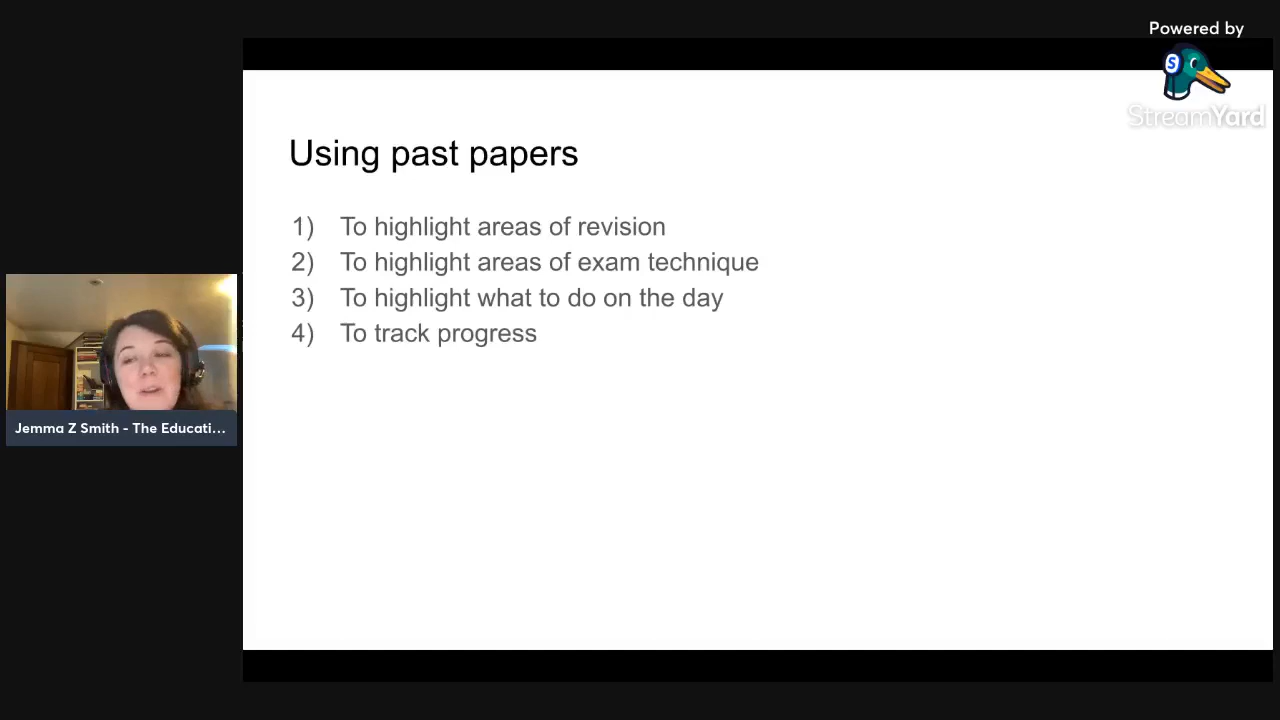 Powered by
S
StreamYard
Using past papers
1) To highlight areas of revision
2) To highlight areas of exam technique
3) To highlight what to do on the day
4) To track progress
Jemma Z Smith - The Educati...